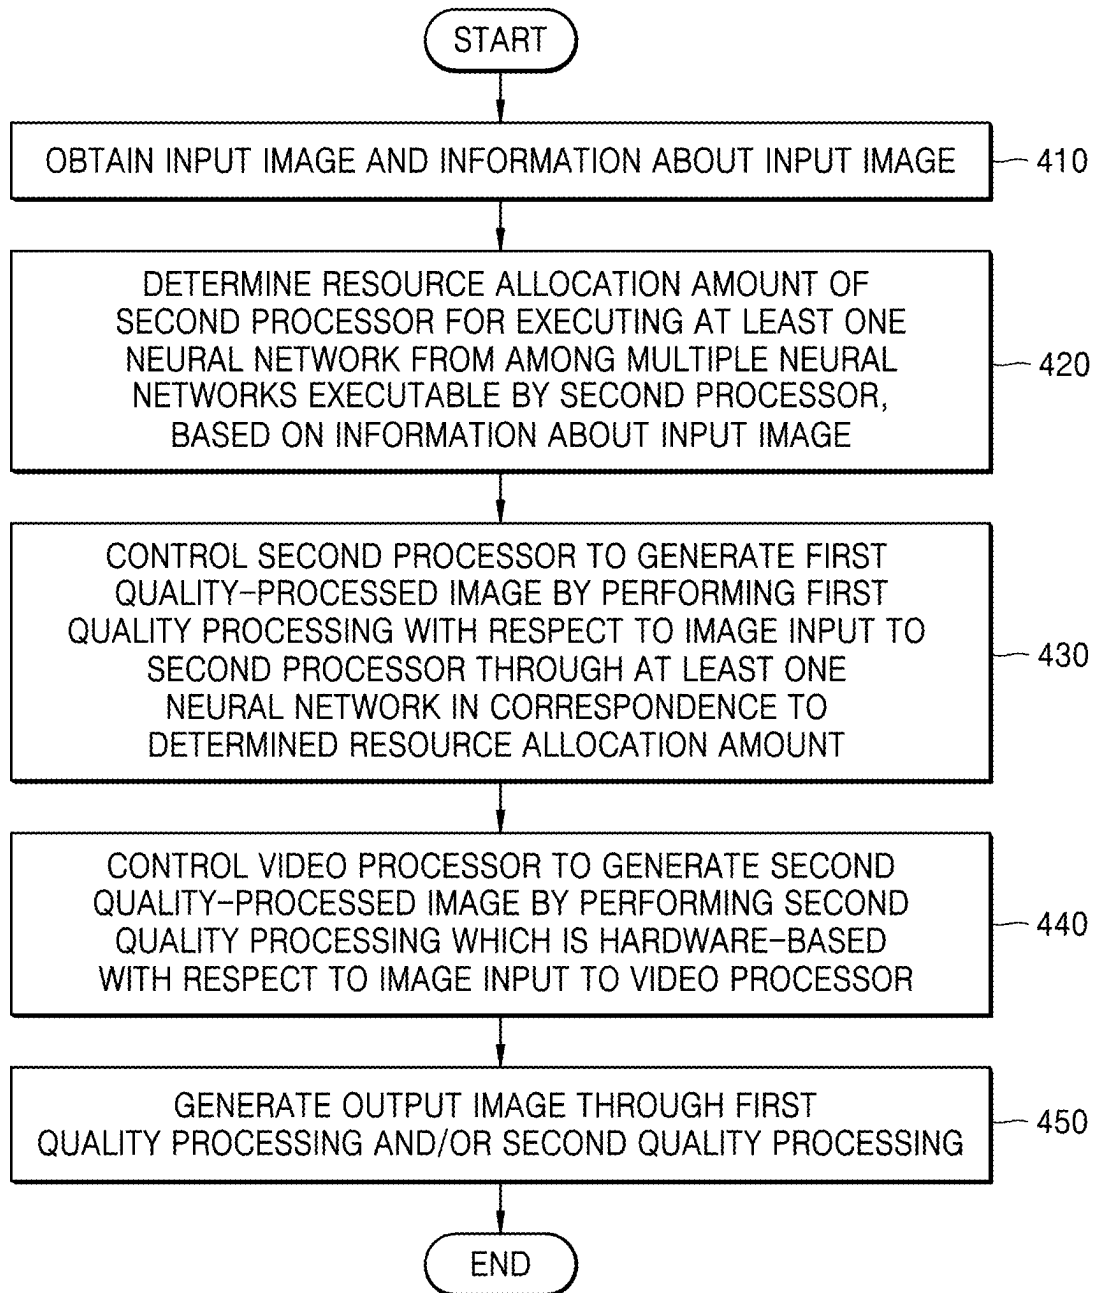 START
OBTAIN INPUT IMAGE AND INFORMATION ABOUT INPUT IMAGE
410
DETERMINE RESOURCE ALLOCATION AMOUNT OF
SECOND PROCESSOR FOR EXECUTING AT LEAST ONE
NEURAL NETWORK FROM AMONG MULTIPLE NEURAL
NETWORKS EXECUTABLE BY SECOND PROCESSOR,
BASED ON INFORMATION ABOUT INPUT IMAGE
420
CONTROL SECOND PROCESSOR TO GENERATE FIRST
QUALITY-PROCESSED IMAGE BY PERFORMING FIRST
QUALITY PROCESSING WITH RESPECT TO IMAGE INPUT TO
SECOND PROCESSOR THROUGH AT LEAST ONE
NEURAL NETWORK IN CORRESPONDENCE TO
DETERMINED RESOURCE ALLOCATION AMOUNT
430
CONTROL VIDEO PROCESSOR TO GENERATE SECOND
QUALITY-PROCESSED IMAGE BY PERFORMING SECOND
QUALITY PROCESSING WHICH IS HARDWARE-BASED
WITH RESPECT TO IMAGE INPUT TO VIDEO PROCESSOR
440
GENERATE OUTPUT IMAGE THROUGH FIRST
QUALITY PROCESSING AND/OR SECOND QUALITY PROCESSING
450
END